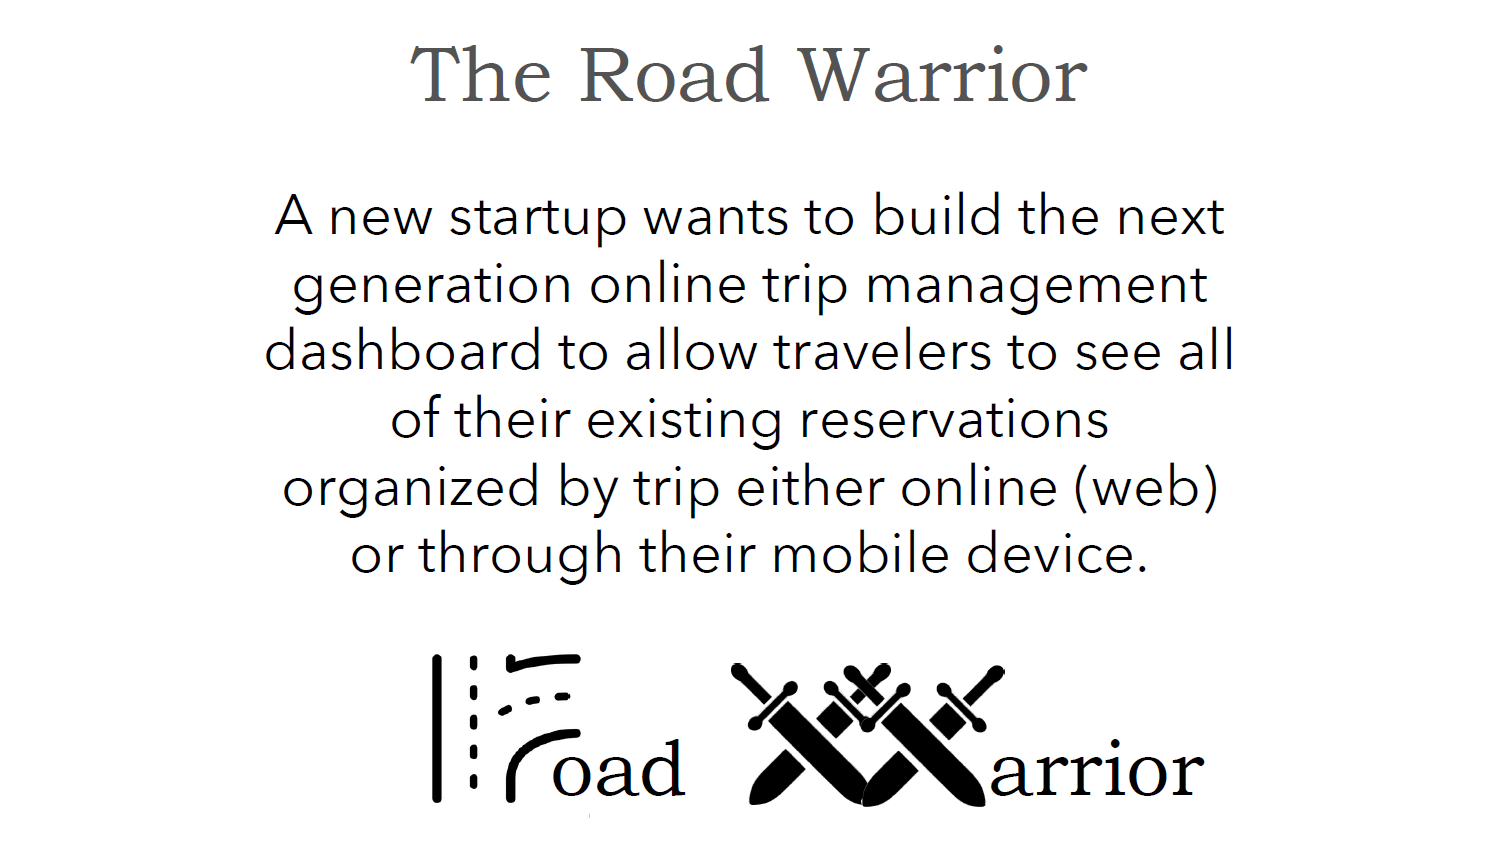 The Road Warrior
A new startup wants to build the next
generation online trip management
dashboard to allow travelers to see all
of their existing reservations
organized by trip either online (web)
or through their mobile device.
Road Warrior